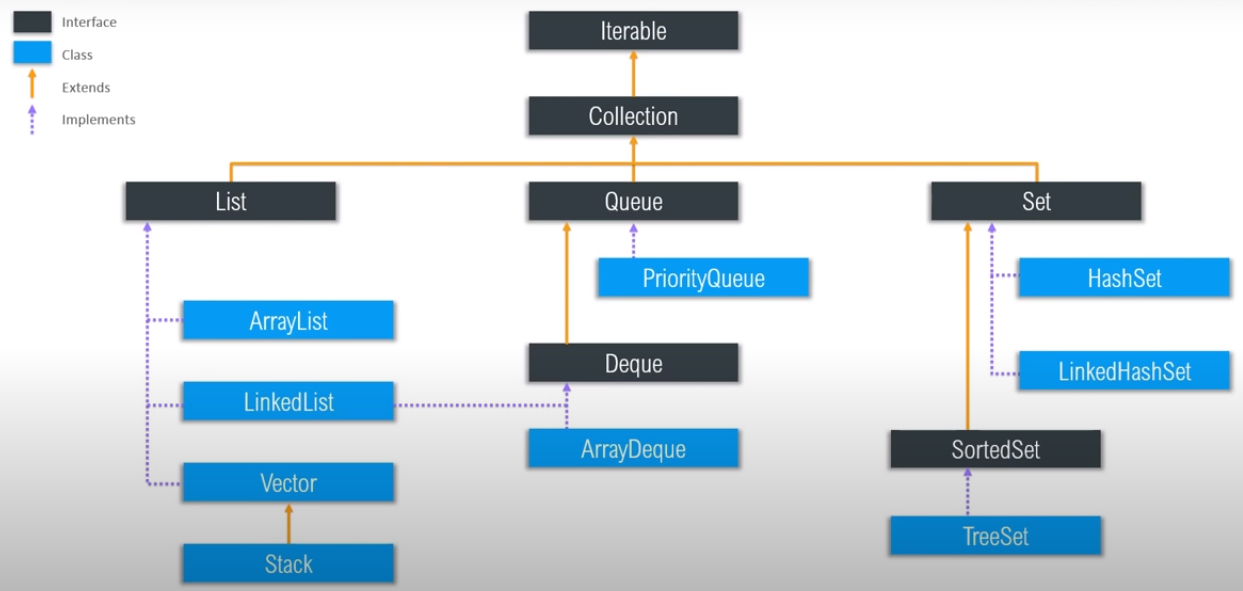 Interface
Class
Extends
Implements
Iterable
Collection
List
Queue
Set
PriorityQueue
HashSet
ArrayList
Deque
LinkedHashSet
LinkedList
ArrayDeque
SortedSet
Vector
TreeSet
Stack